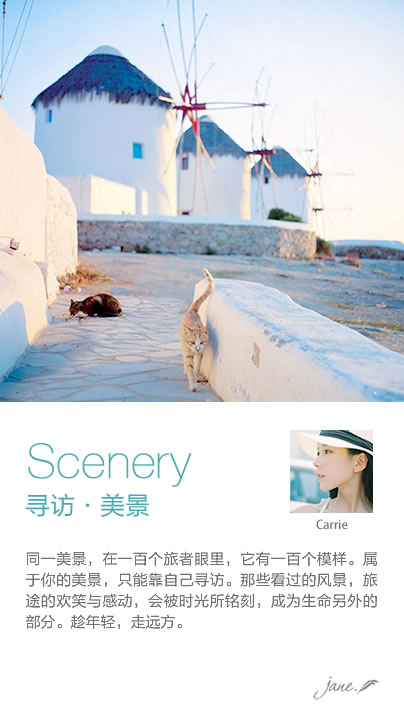 Scenery
寻访·美景
Carrie
同一美景，在一百个旅者眼里，它有一百个模样。属
于你的美景，只能靠自己寻访。那些看过的风景，旅
途的欢笑与感动，会被时光所铭刻，成为生命另外的
部分。趁年轻，走远方。
jane.